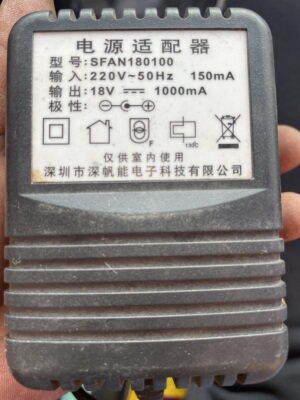 电源适配器
型号:SFAN180100
输入:220V~50Hz 150mA
输出:18V 1000mA
极性:
F
130℃
仅供室内使用
深圳市深帆能电子科技有限公司